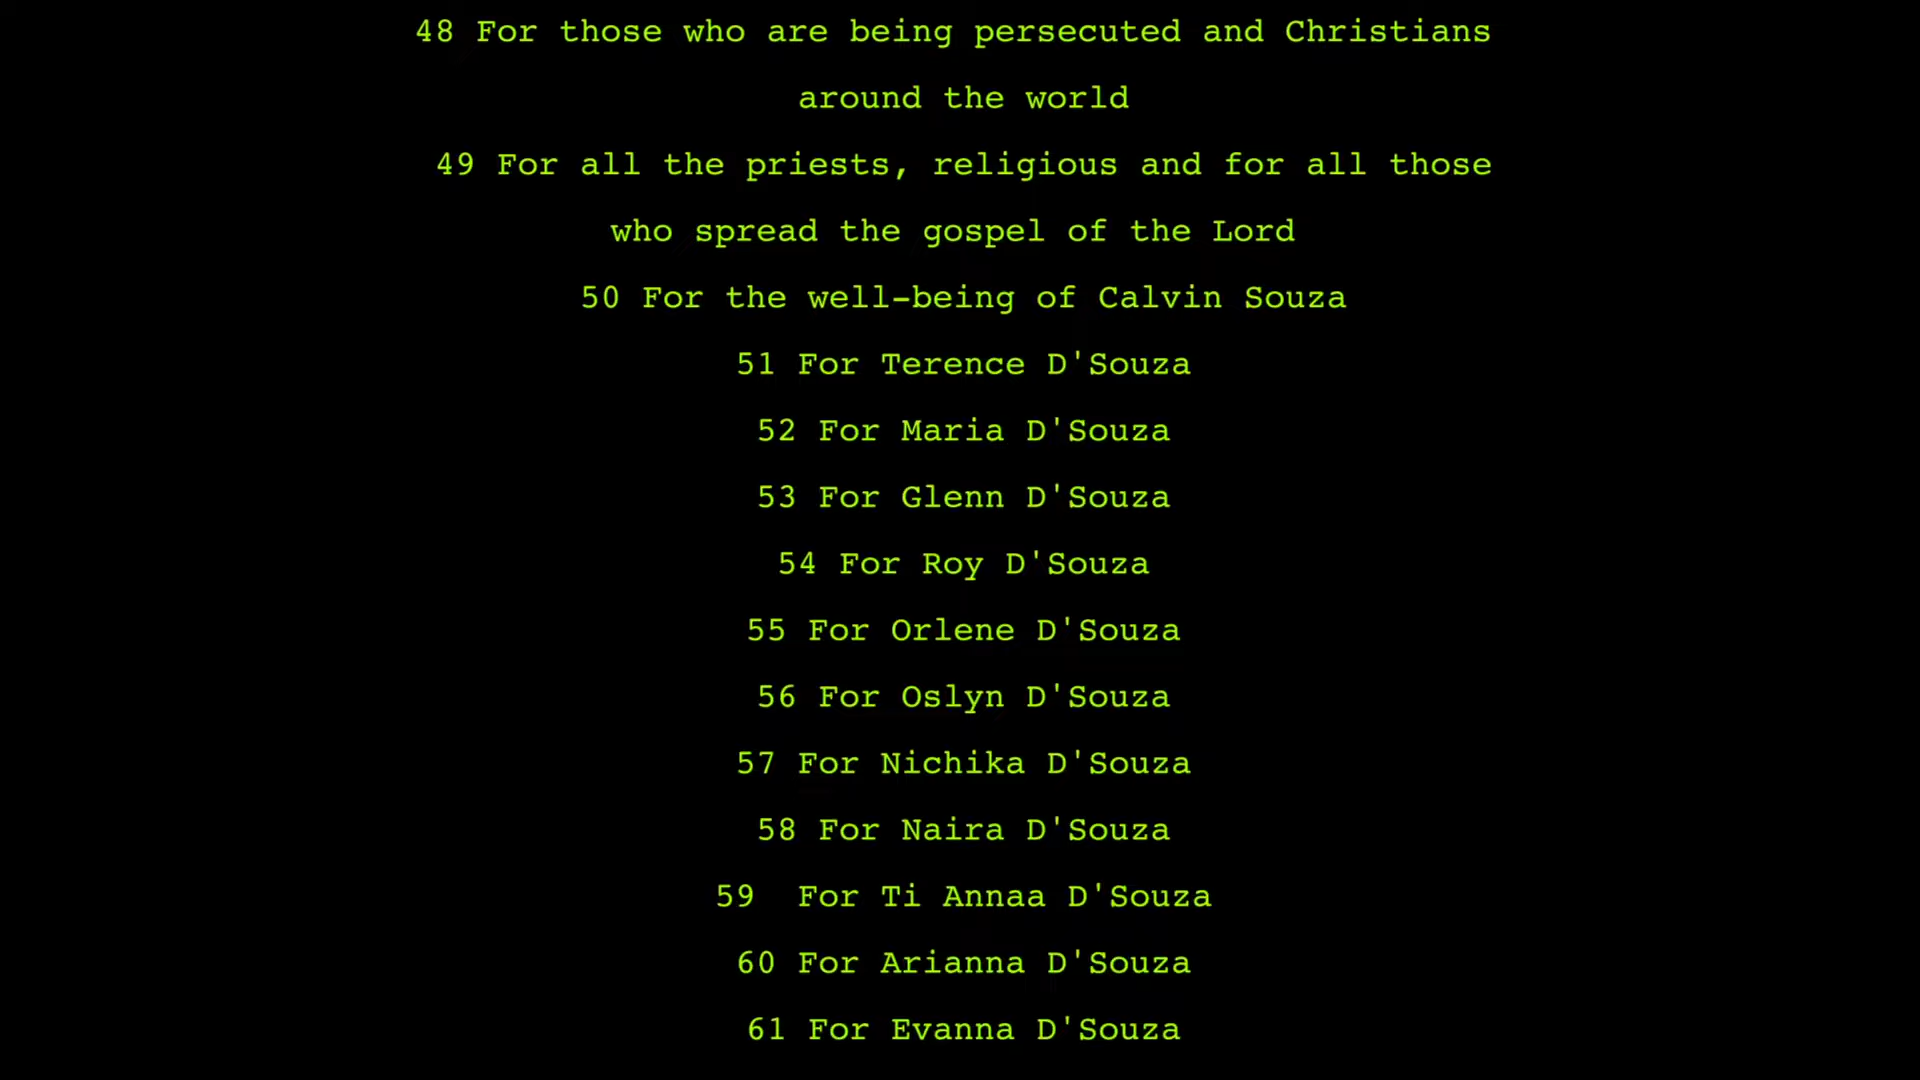 48 For those who are being persecuted and Christians
around the world
49 For all the priests, religious and for all those
who spread the gospel of the Lord
50 For the well-being of Calvin Souza
51 For Terence D'Souza
52 For Maria D'Souza
53 For Glenn D'Souza
54 For Roy D'Souza
55 For Orlene D'Souza
56 For Oslyn D'Souza
57 For Nichika D'Souza
58 For Naira D'Souza
59  For Ti Annaa D'Souza
60 For Arianna D'Souza
61 For Evanna D'Souza